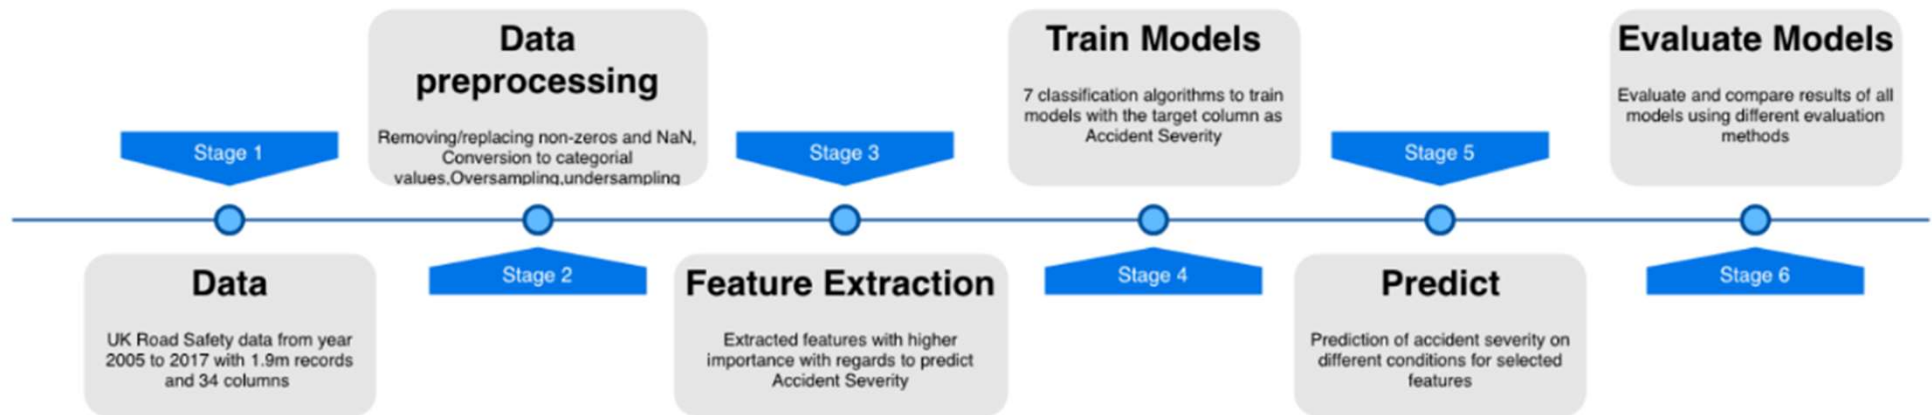 Stage 1
Data
UK Road Safety data from year
2005 to 2017 with 1.9m records
and 34 columns
Data
preprocessing
Removing/replacing non-zeros and NaN,
Conversion to categorial
values,Oversampling,undersampling
Stage 2
Stage 3
Feature Extraction
Extracted features with higher
importance with regards to predict
Accident Severity
Train Models
7 classification algorithms to train
models with the target column as
Accident Severity
Stage 4
Stage 5
Predict
Prediction of accident severity on
different conditions for selected
features
Evaluate Models
Evaluate and compare results of all
models using different evaluation
methods
Stage 6